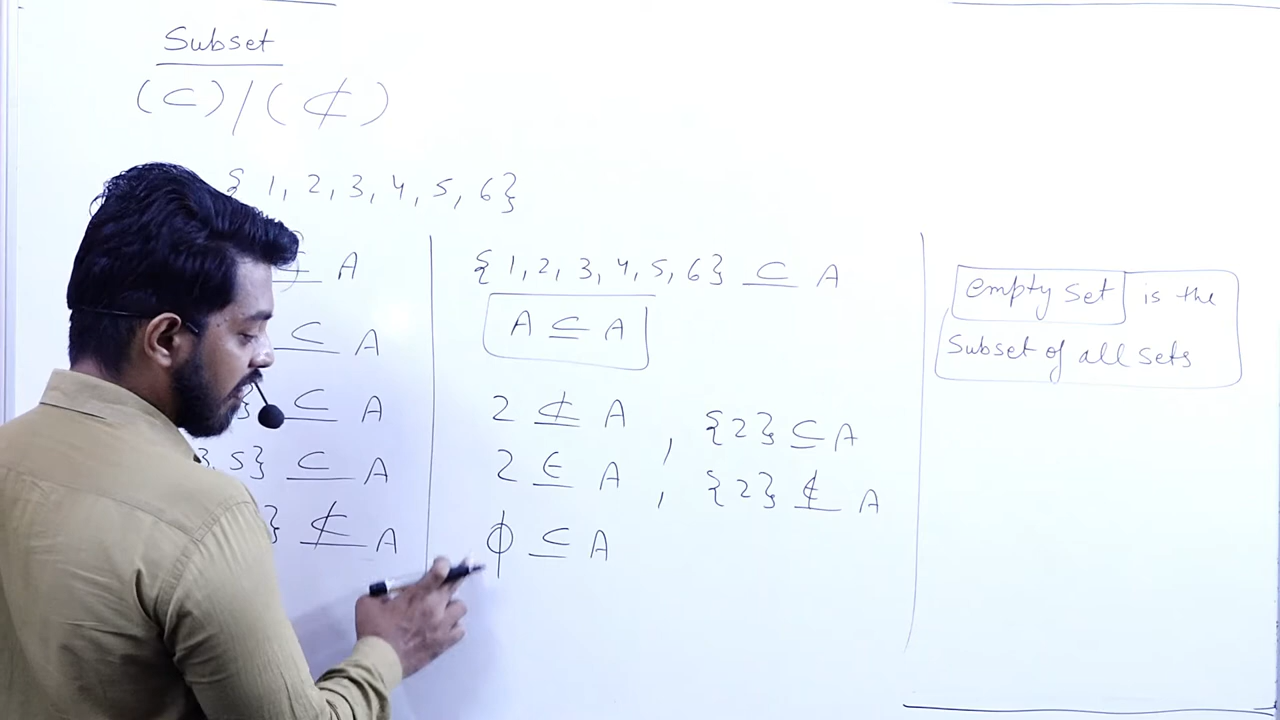 Subset
(⊂)/(⊄)
{ 1, 2, 3, 4, 5, 6}
A
⊂ A
⊂ A
3, 5} ⊂ A
} ⊄ A
{ 1, 2, 3, 4, 5, 6} ⊂ A
A ⊆ A
2 ⊄ A , {2} ⊆ A
2 ∈ A , {2} ∉ A
ϕ ⊂ A
empty set is the
Subset of all sets